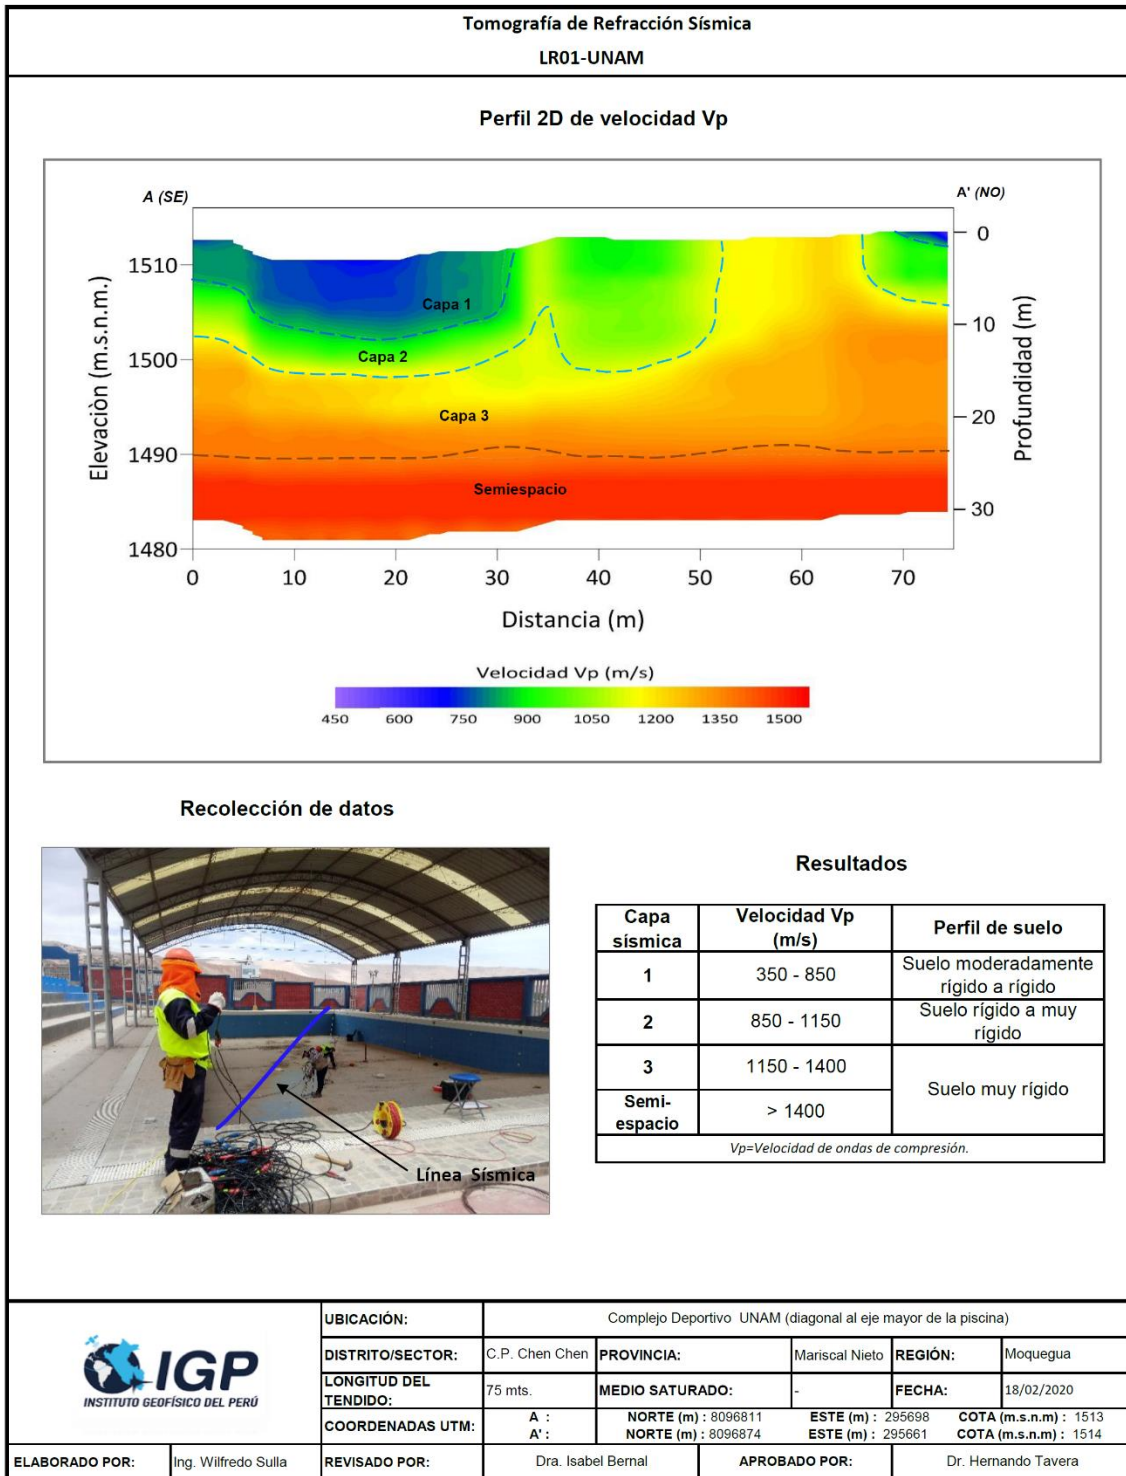 Tomografía de Refracción Sísmica
LR01-UNAM
Perfil 2D de velocidad Vp
A (SE)
A' (NO)
Elevaciòn (m.s.n.m.)
1510
1500
1490
1480
Capa 1
Capa 2
Capa 3
Semiespacio
0
10
20
30
Profundidad (m)
0 10 20 30 40 50 60 70
Distancia (m)
Velocidad Vp (m/s)
450 600 750 900 1050 1200 1350 1500
Recolección de datos
Línea Sísmica
Resultados
Capa sísmica Velocidad Vp (m/s) Perfil de suelo
1 350 - 850 Suelo moderadamente rígido a rígido
2 850 - 1150 Suelo rígido a muy rígido
3 1150 - 1400 Suelo muy rígido
Semi-espacio > 1400
Vp=Velocidad de ondas de compresión.
IGP
INSTITUTO GEOFÍSICO DEL PERÚ
UBICACIÓN: Complejo Deportivo UNAM (diagonal al eje mayor de la piscina)
DISTRITO/SECTOR: C.P. Chen Chen PROVINCIA: Mariscal Nieto REGIÓN: Moquegua
LONGITUD DEL TENDIDO: 75 mts. MEDIO SATURADO: - FECHA: 18/02/2020
COORDENADAS UTM: A : NORTE (m) : 8096811 ESTE (m) : 295698 COTA (m.s.n.m) : 1513
A' : NORTE (m) : 8096874 ESTE (m) : 295661 COTA (m.s.n.m) : 1514
ELABORADO POR: Ing. Wilfredo Sulla REVISADO POR: Dra. Isabel Bernal APROBADO POR: Dr. Hernando Tavera